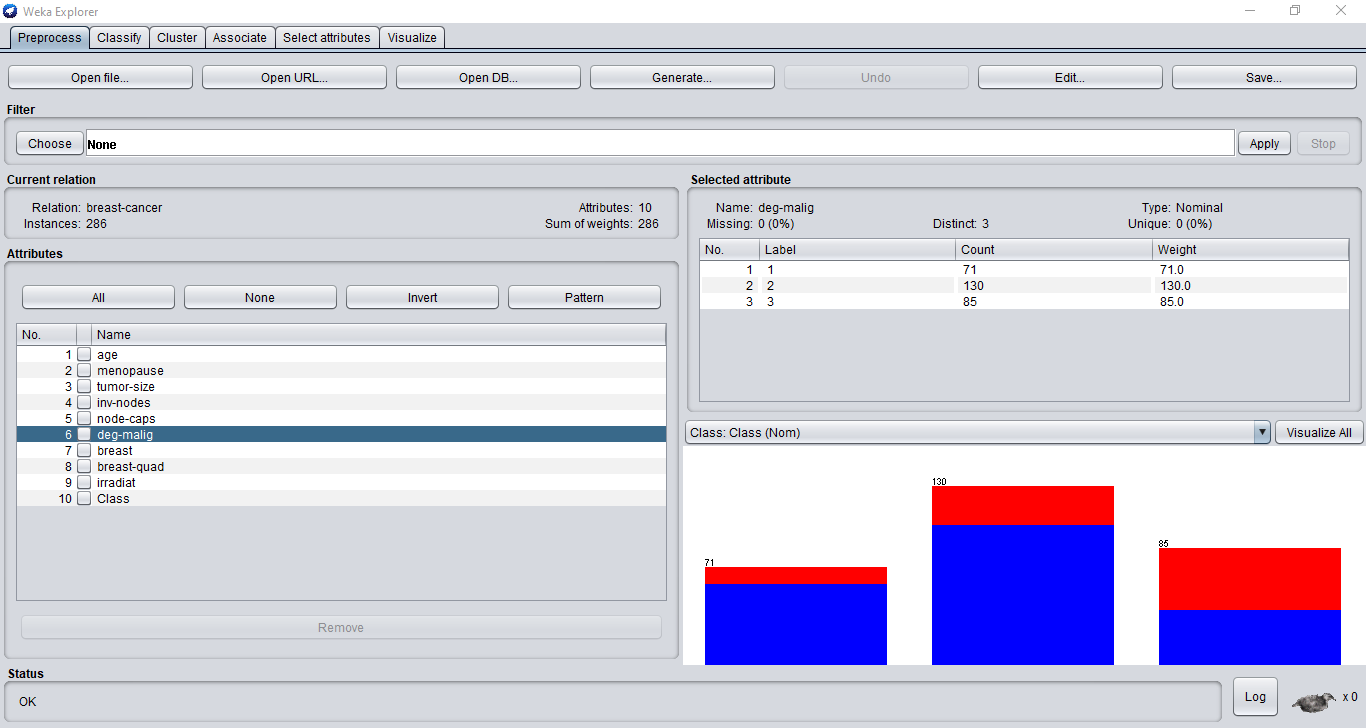 Weka Explorer
Preprocess Classify Cluster Associate Select attributes Visualize
Open file... Open URL... Open DB... Generate... Undo Edit... Save...
Filter
Choose None Apply Stop
Current relation
Relation: breast-cancer Attributes: 10
Instances: 286 Sum of weights: 286
Attributes
All None Invert Pattern
No. Name
1 age
2 menopause
3 tumor-size
4 inv-nodes
5 node-caps
6 deg-malig
7 breast
8 breast-quad
9 irradiat
10 Class
Remove
Selected attribute
Name: deg-malig Type: Nominal
Missing: 0 (0%) Distinct: 3 Unique: 0 (0%)
No. Label Count Weight
1 1 71 71.0
2 2 130 130.0
3 3 85 85.0
Class: Class (Nom) Visualize All
130
85
71
Status
OK Log x 0